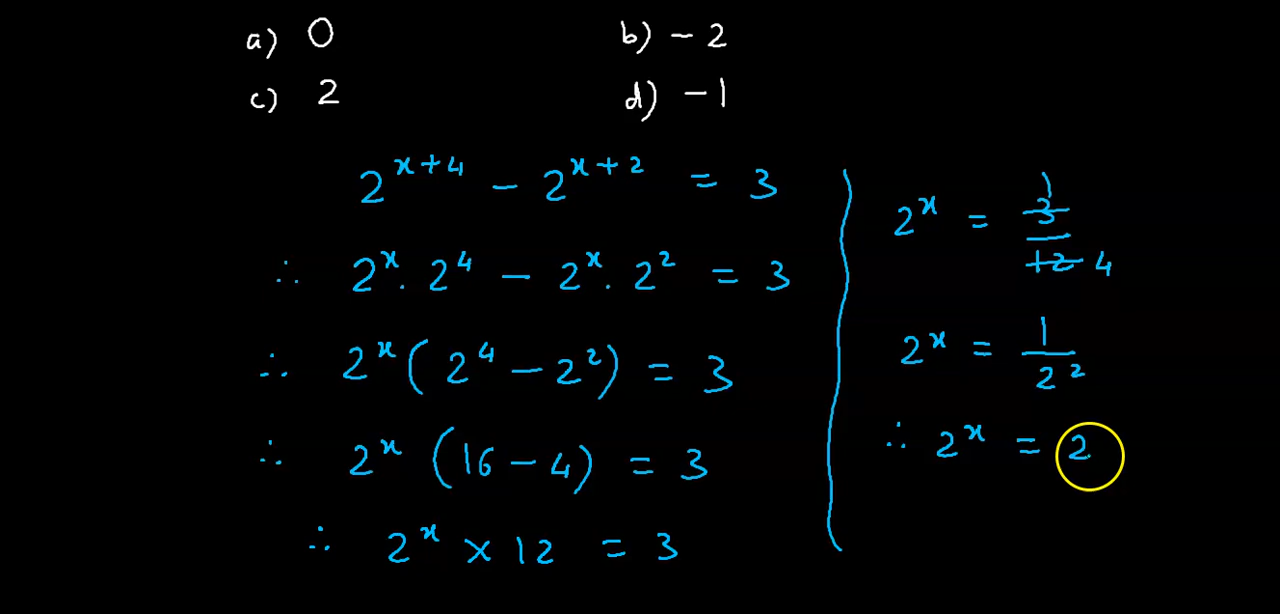 a) 0 b) -2
c) 2 d) -1
2^{x+4} - 2^{x+2} = 3
∴ 2^x . 2^4 - 2^x . 2^2 = 3
∴ 2^x ( 2^4 - 2^2 ) = 3
∴ 2^x ( 16 - 4 ) = 3
∴ 2^x × 12 = 3
2^x = 1 3 / 12 4
2^x = 1 / 2^2
∴ 2^x = 2